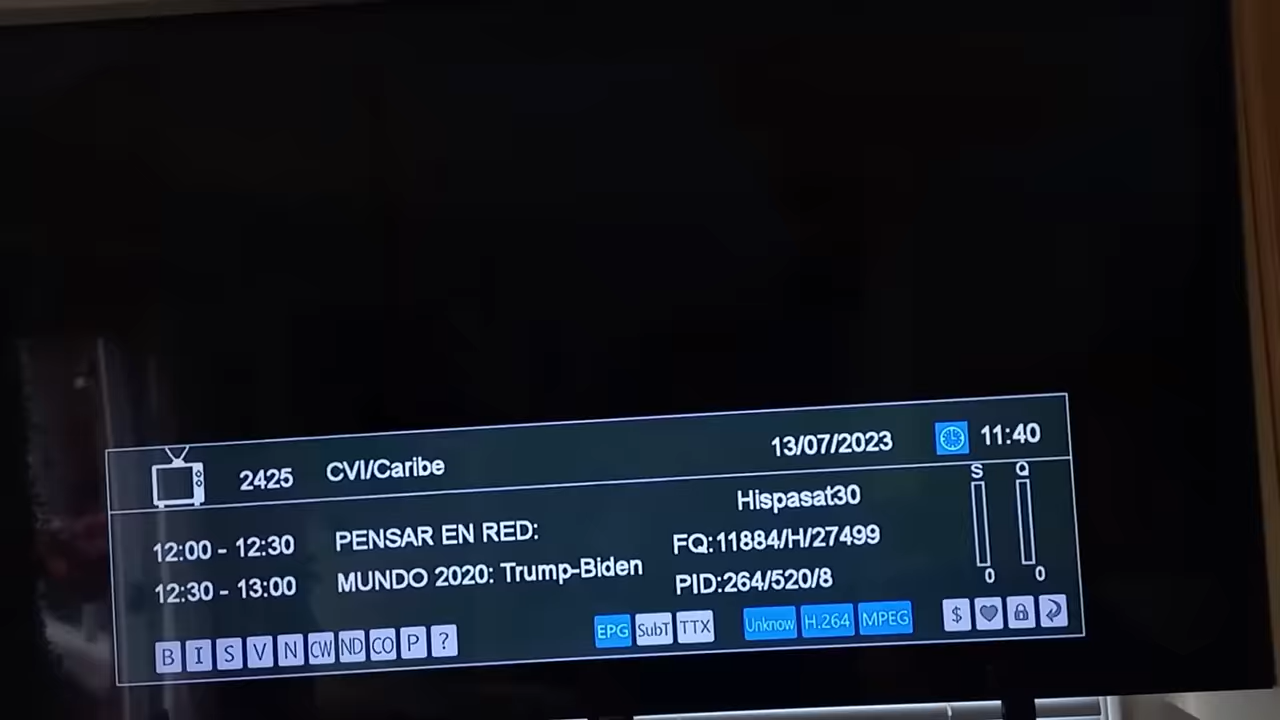 2425 CVI/Caribe 13/07/2023 11:40
S Q
Hispasat30
12:00 - 12:30 PENSAR EN RED: FQ:11884/H/27499
12:30 - 13:00 MUNDO 2020: Trump-Biden PID:264/520/8
0 0
B I S V N CW ND CO P ? EPG SubT TTX Unknow H.264 MPEG $